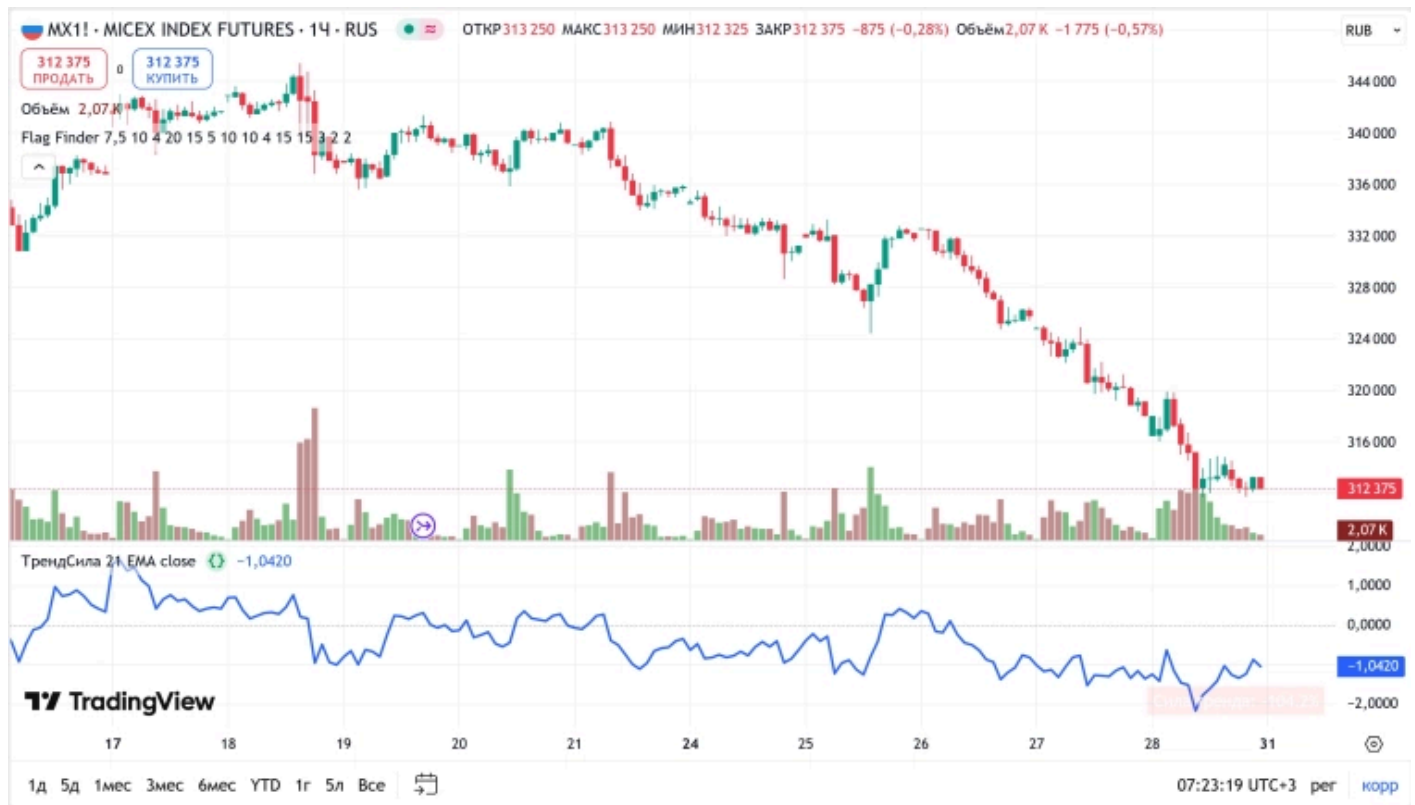 MX1! · MICEX INDEX FUTURES · 1Ч · RUS ≈ ОТКР313 250 МАКС313 250 МИН312 325 ЗАКР312 375 −875 (−0,28%) Объём2,07 K −1 775 (−0,57%) RUB
312 375 ПРОДАТЬ
0
312 375 КУПИТЬ
Объём 2,07 K
Flag Finder 7,5 10 4 20 15 5 10 10 4 15 15 3 2 2
344 000
340 000
336 000
332 000
328 000
324 000
320 000
316 000
312 375
2,07 K
2,0000
ТрендСила 21 EMA close −1,0420
1,0000
0,0000
−1,0420
−2,0000
TradingView
17 18 19 20 21 24 25 26 27 28 31
1д 5д 1мес 3мес 6мес YTD 1г 5л Все 07:23:19 UTC+3 рег корр